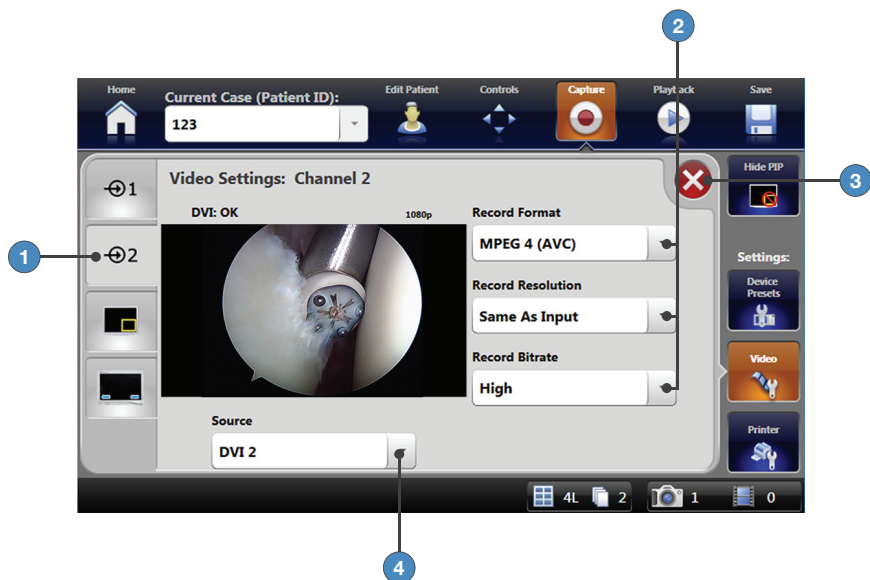 2
Home
Current Case (Patient ID):
Edit Patient
Controls
Capture
Playback
Save
123
1
Video Settings: Channel 2
Hide PIP
3
DVI: OK
1080p
Record Format
MPEG 4 (AVC)
1
2
Settings:
Record Resolution
Device
Presets
Same As Input
Record Bitrate
Video
High
Source
Printer
DVI 2
4L
2
1
0
4